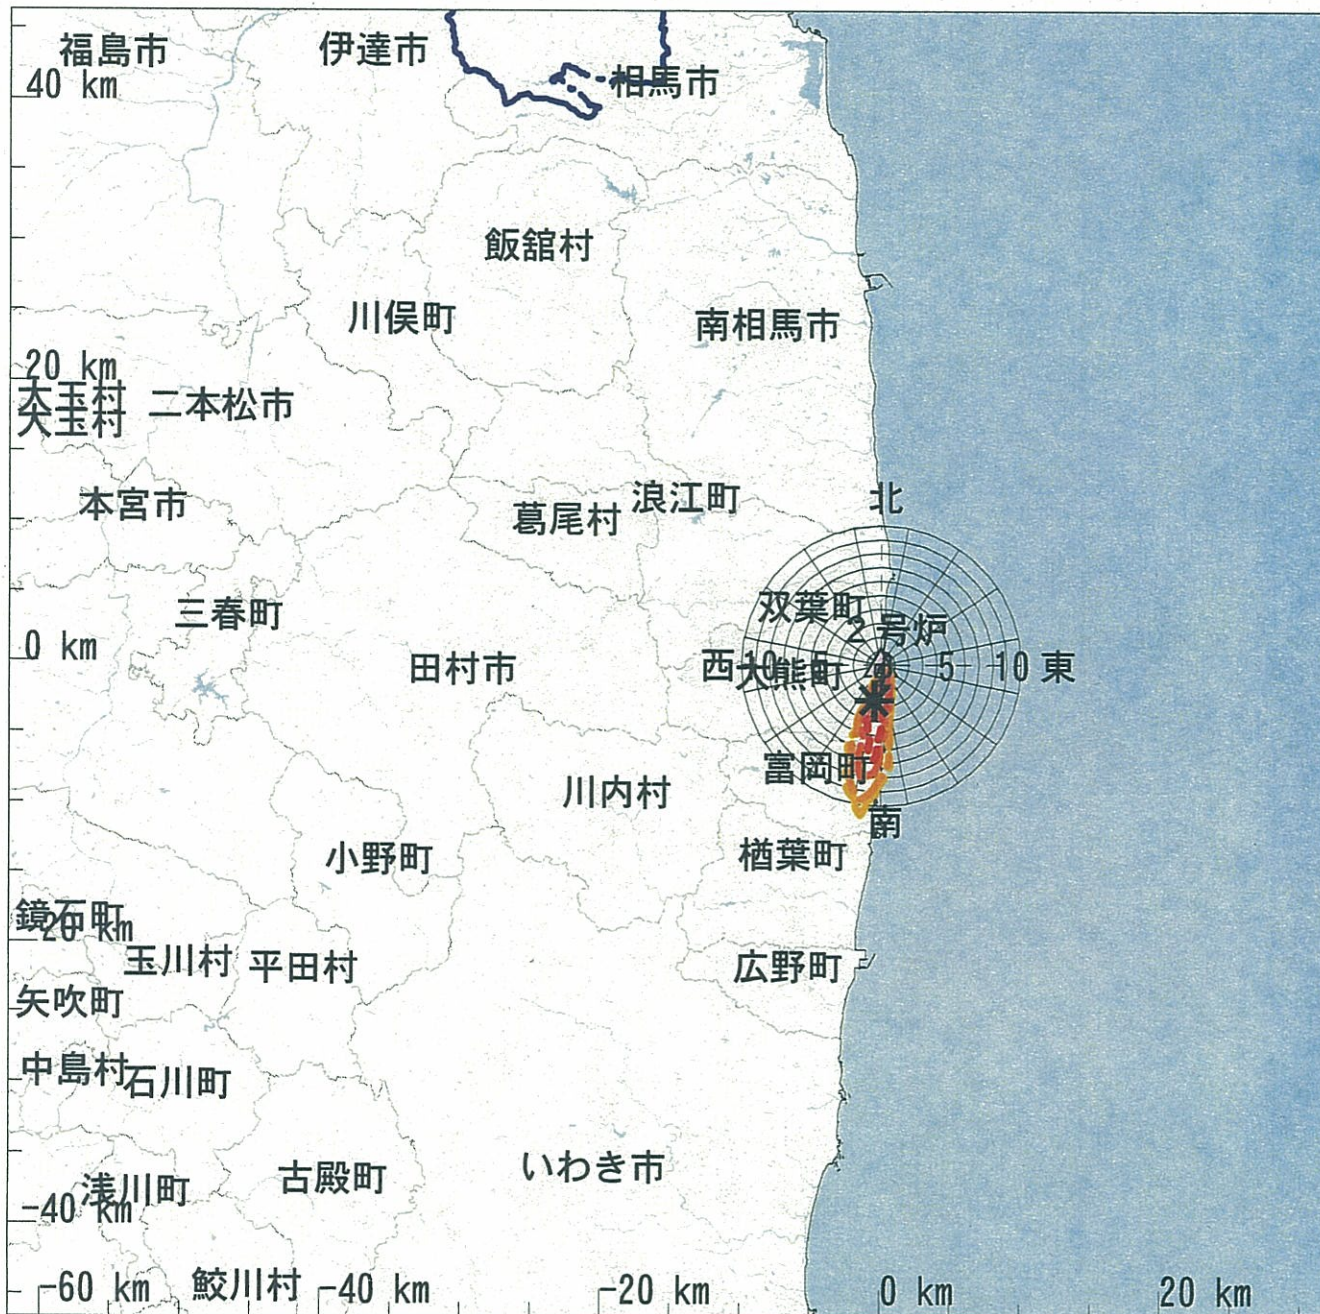 福島市 伊達市
相馬市
40 km
飯舘村
川俣町 南相馬市
20 km
大玉村 二本松市
大玉村
本宮市 葛尾村 浪江町 北
三春町 双葉町 2号炉
0 km 田村市 西 10 5 5 10 東
大熊町
川内村 富岡町
南
小野町 楢葉町
鏡石町
-20 km
玉川村 平田村 広野町
矢吹町
中島村 石川町
いわき市
浅川町 古殿町
-40 km
-60 km 鮫川村 -40 km -20 km 0 km 20 km